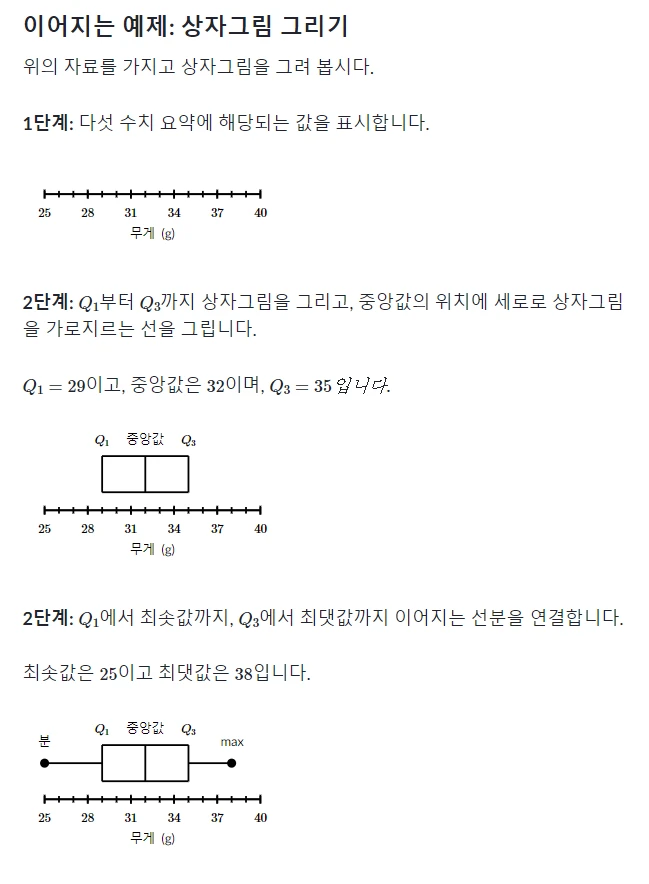 이어지는 예제: 상자그림 그리기
위의 자료를 가지고 상자그림을 그려 봅시다.
1단계: 다섯 수치 요약에 해당되는 값을 표시합니다.
25 28 31 34 37 40
무게 (g)
2단계: Q₁부터 Q₃까지 상자그림을 그리고, 중앙값의 위치에 세로로 상자그림
을 가로지르는 선을 그립니다.
Q₁ = 29이고, 중앙값은 32이며, Q₃ = 35입니다.
Q₁ 중앙값 Q₃
25 28 31 34 37 40
무게 (g)
2단계: Q₁에서 최솟값까지, Q₃에서 최댓값까지 이어지는 선분을 연결합니다.
최솟값은 25이고 최댓값은 38입니다.
Q₁ 중앙값 Q₃
분 max
25 28 31 34 37 40
무게 (g)